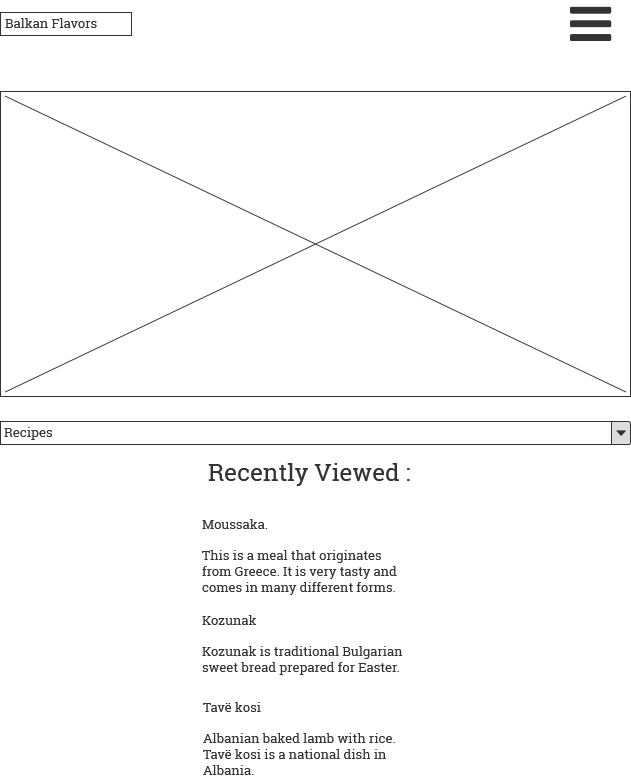 Balkan Flavors
Recipes
Recently Viewed :
Moussaka.
This is a meal that originates
from Greece. It is very tasty and
comes in many different forms.
Kozunak
Kozunak is traditional Bulgarian
sweet bread prepared for Easter.
Tavë kosi
Albanian baked lamb with rice.
Tavë kosi is a national dish in
Albania.